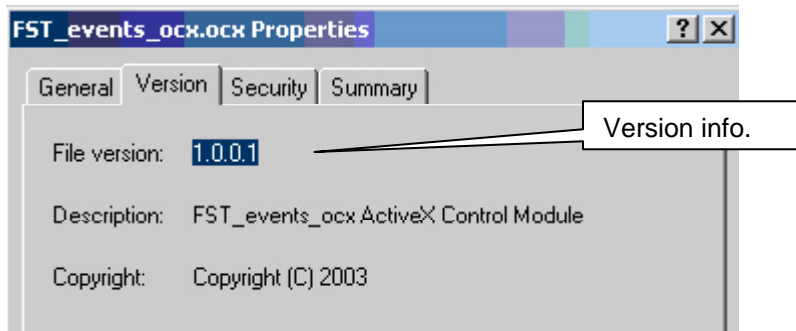 FST_events_ocx.ocx Properties
General Version Security Summary
Version info.
File version: 1.0.0.1
Description: FST_events_ocx ActiveX Control Module
Copyright: Copyright (C) 2003